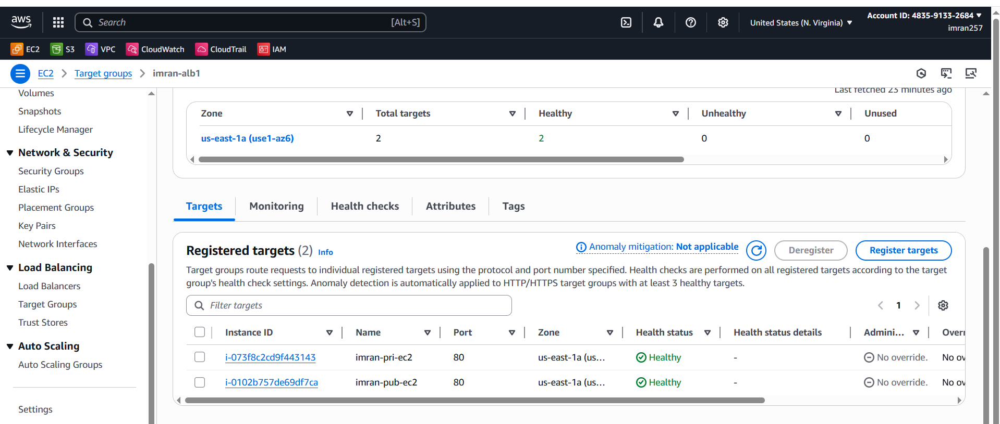 aws
Search [Alt+S]
United States (N. Virginia)
Account ID: 4835-9133-2684
imran257
EC2 S3 VPC CloudWatch CloudTrail IAM
EC2 Target groups imran-alb1
Volumes
Snapshots
Lifecycle Manager
Network & Security
Security Groups
Elastic IPs
Placement Groups
Key Pairs
Network Interfaces
Load Balancing
Load Balancers
Target Groups
Trust Stores
Auto Scaling
Auto Scaling Groups
Settings
Last fetched 23 minutes ago
Zone Total targets Healthy Unhealthy Unused
us-east-1a (use1-az6) 2 2 0 0
Targets Monitoring Health checks Attributes Tags
Registered targets (2) Info
Anomaly mitigation: Not applicable
Deregister
Register targets
Target groups route requests to individual registered targets using the protocol and port number specified. Health checks are performed on all registered targets according to the target
group's health check settings. Anomaly detection is automatically applied to HTTP/HTTPS target groups with at least 3 healthy targets.
Filter targets
1
Instance ID Name Port Zone Health status Health status details Admini... Overr
i-073f8c2cd9f443143 imran-pri-ec2 80 us-east-1a (us... Healthy - No override. No ov
i-0102b757de69df7ca imran-pub-ec2 80 us-east-1a (us... Healthy - No override. No ov